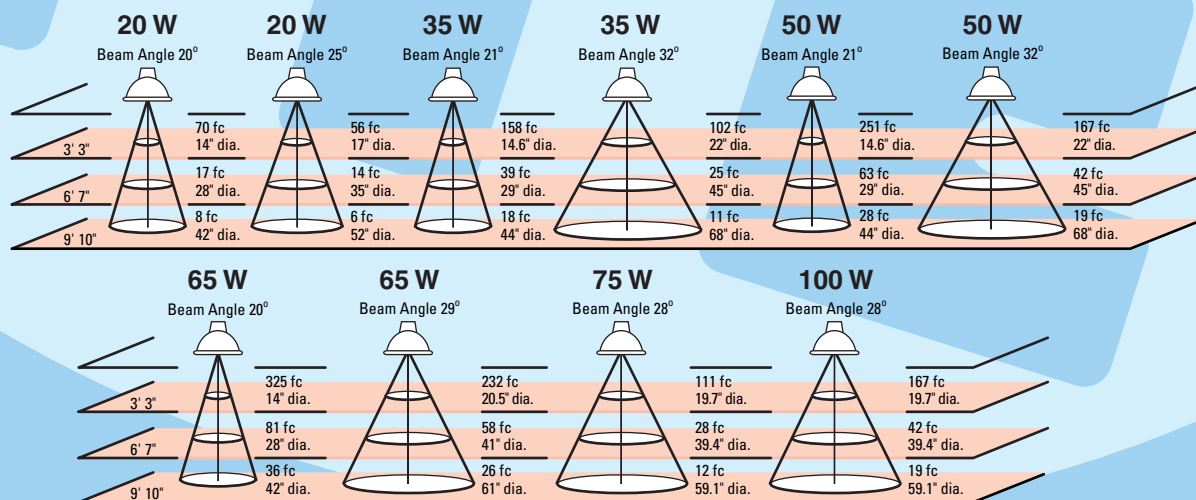 20 W 20 W 35 W 35 W 50 W 50 W
Beam Angle 20° Beam Angle 25° Beam Angle 21° Beam Angle 32° Beam Angle 21° Beam Angle 32°
70 fc 56 fc 158 fc 102 fc 251 fc 167 fc
3' 3" 14" dia. 17" dia. 14.6" dia. 22" dia. 14.6" dia. 22" dia.
17 fc 14 fc 39 fc 25 fc 63 fc 42 fc
6' 7" 28" dia. 35" dia. 29" dia. 45" dia. 29" dia. 45" dia.
8 fc 6 fc 18 fc 11 fc 28 fc 19 fc
9' 10" 42" dia. 52" dia. 44" dia. 68" dia. 44" dia. 68" dia.
65 W 65 W 75 W 100 W
Beam Angle 20° Beam Angle 29° Beam Angle 28° Beam Angle 28°
325 fc 232 fc 111 fc 167 fc
3' 3" 14" dia. 20.5" dia. 19.7" dia. 19.7" dia.
81 fc 58 fc 28 fc 42 fc
6' 7" 28" dia. 41" dia. 39.4" dia. 39.4" dia.
36 fc 26 fc 12 fc 19 fc
9' 10" 42" dia. 61" dia. 59.1" dia. 59.1" dia.